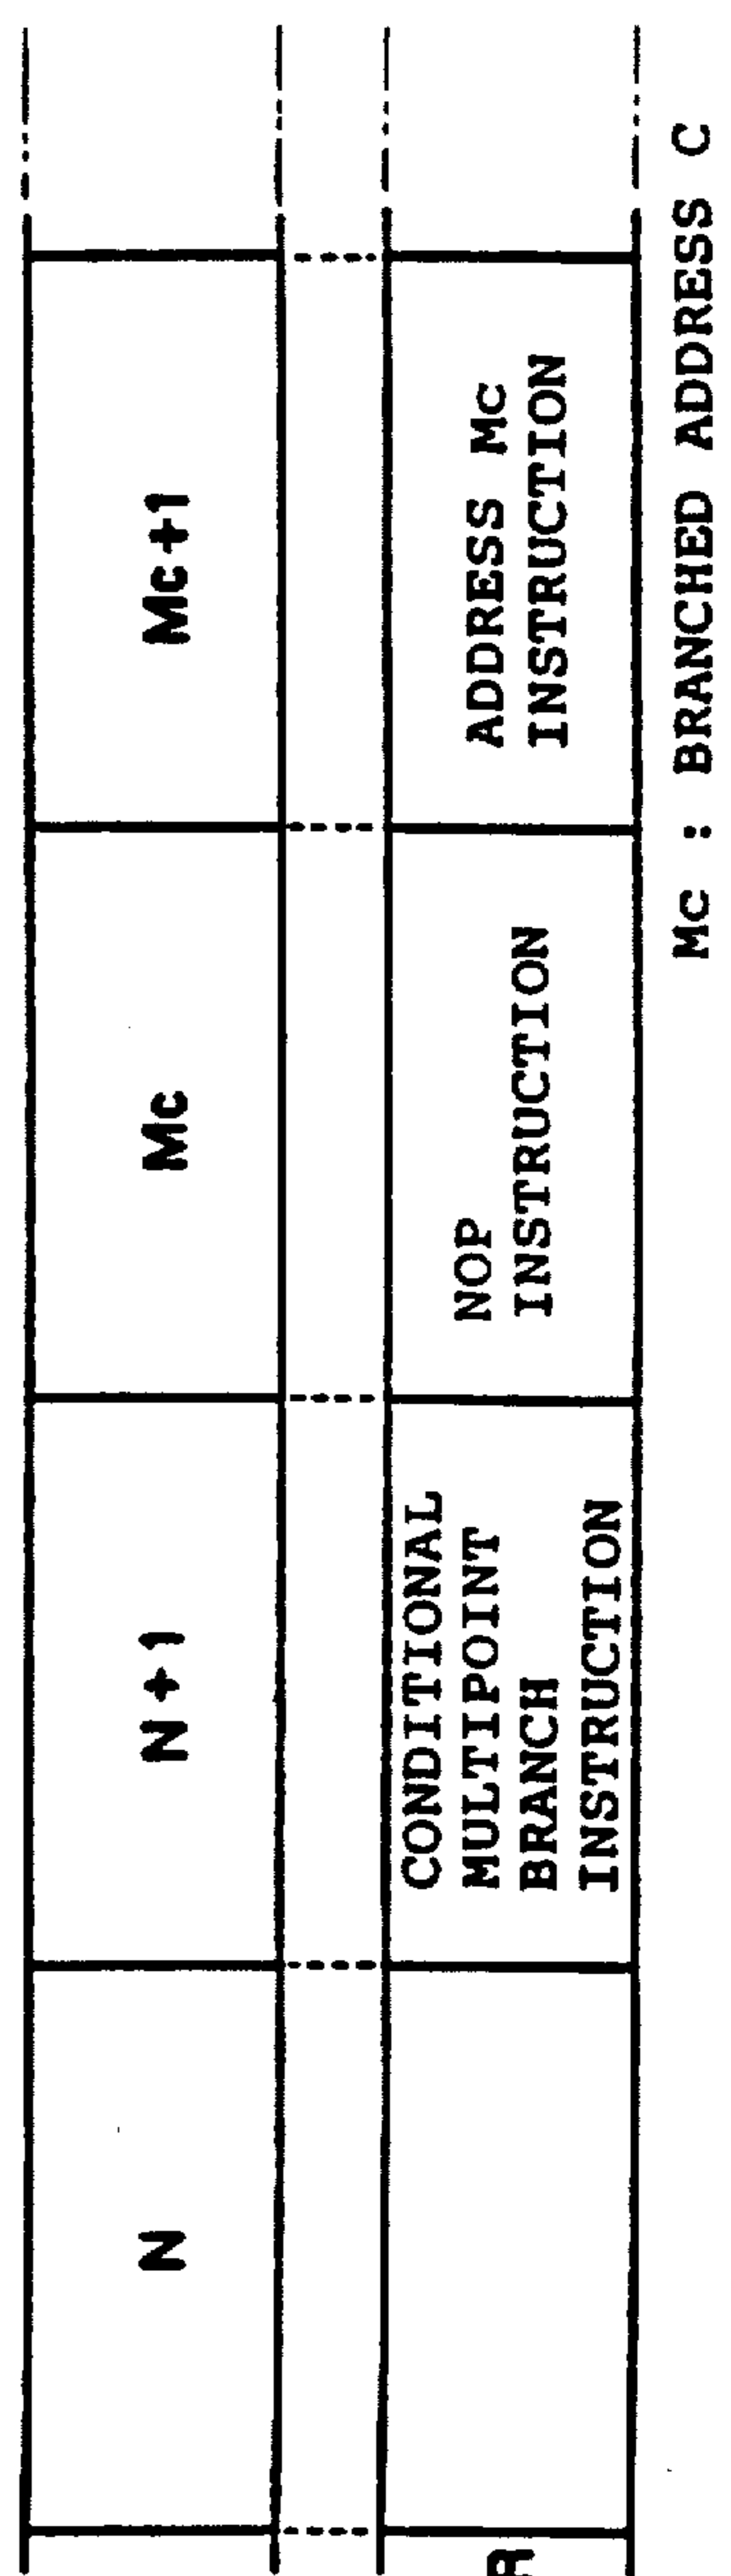 N
N+1
Mc
Mc+1
CONDITIONAL
MULTIPOINT
BRANCH
INSTRUCTION
NOP
INSTRUCTION
ADDRESS Mc
INSTRUCTION
Mc : BRANCHED ADDRESS C